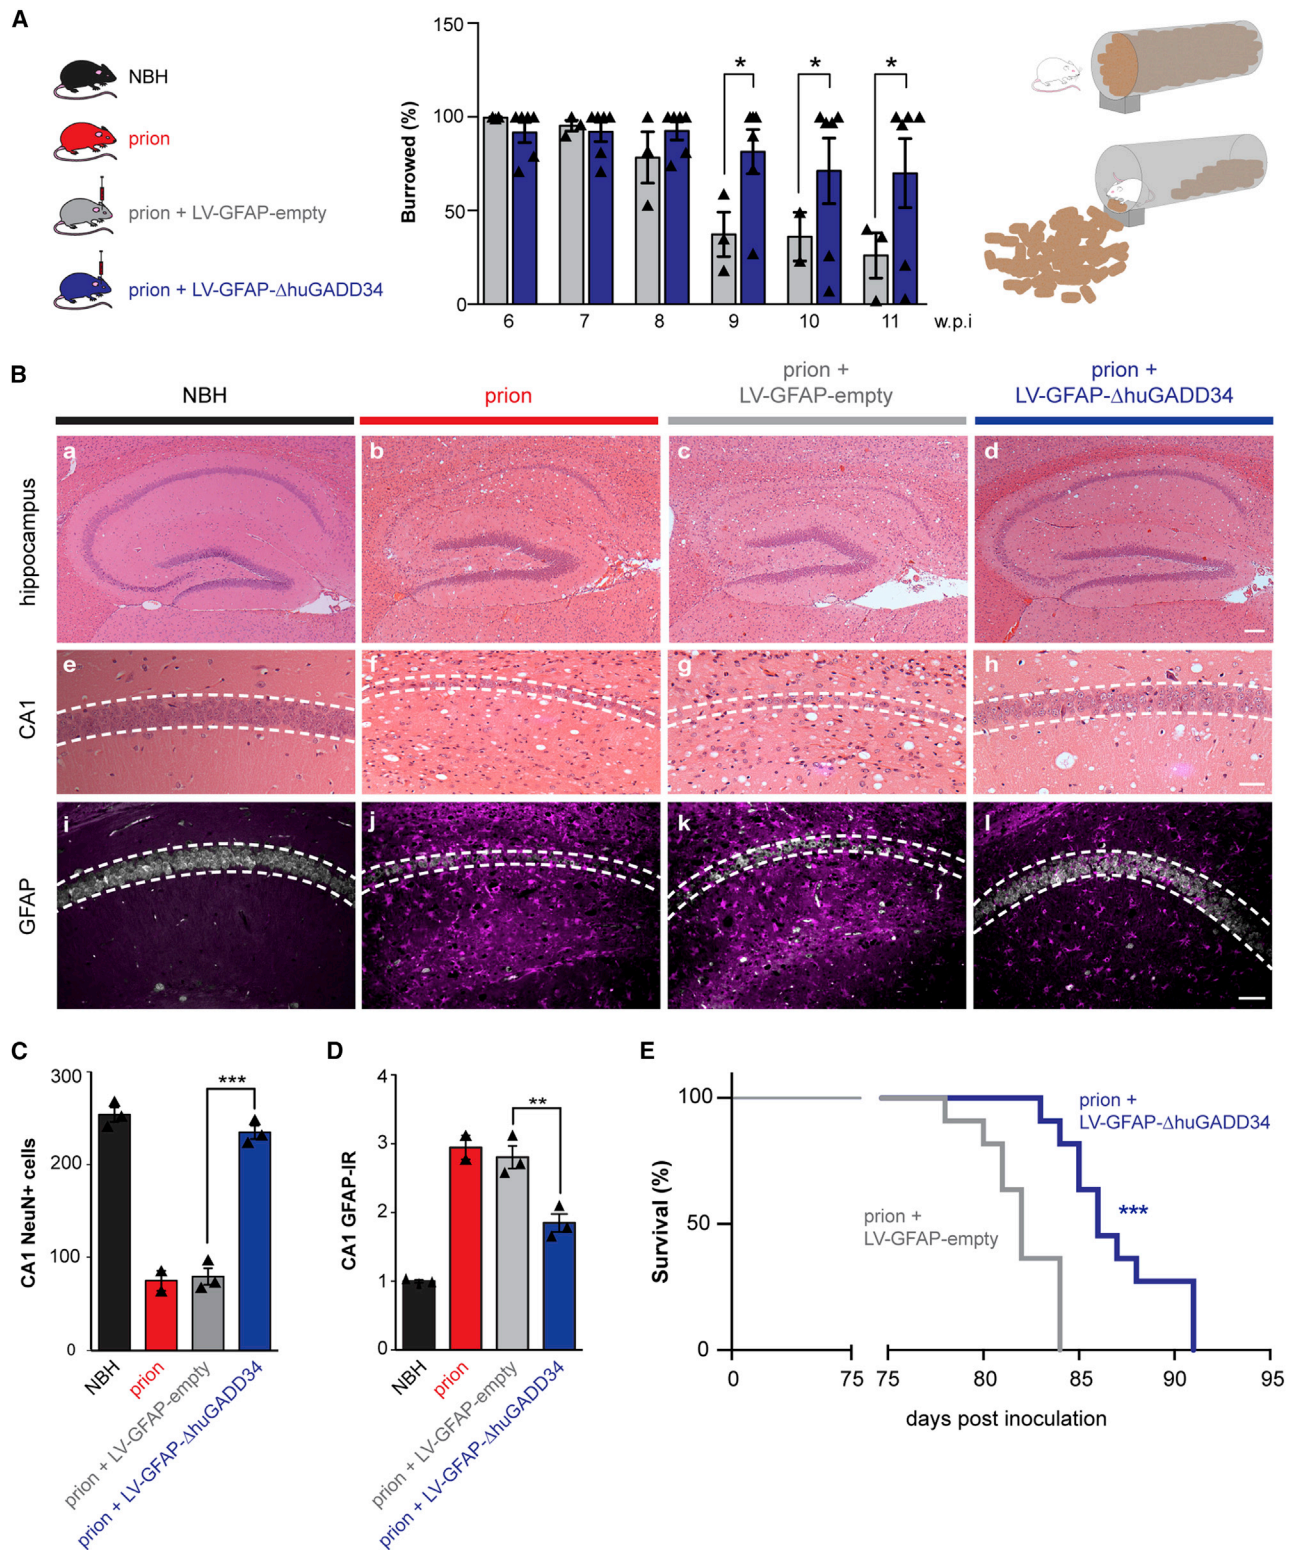 A
NBH
prion
prion + LV-GFAP-empty
prion + LV-GFAP-ΔhuGADD34
Burrowed (%)
150
100
50
0
* * *
6 7 8 9 10 11 w.p.i
B
NBH
prion
prion +
LV-GFAP-empty
prion +
LV-GFAP-ΔhuGADD34
hippocampus
a b c d
CA1
e f g h
GFAP
i j k l
C
CA1 NeuN+ cells
300
200
100
0
***
NBH
prion
prion + LV-GFAP-empty
prion + LV-GFAP-ΔhuGADD34
D
CA1 GFAP-IR
4
3
2
1
0
**
NBH
prion
prion + LV-GFAP-empty
prion + LV-GFAP-ΔhuGADD34
E
Survival (%)
100
50
0
prion +
LV-GFAP-ΔhuGADD34
***
prion +
LV-GFAP-empty
0 75 75 80 85 90 95
days post inoculation